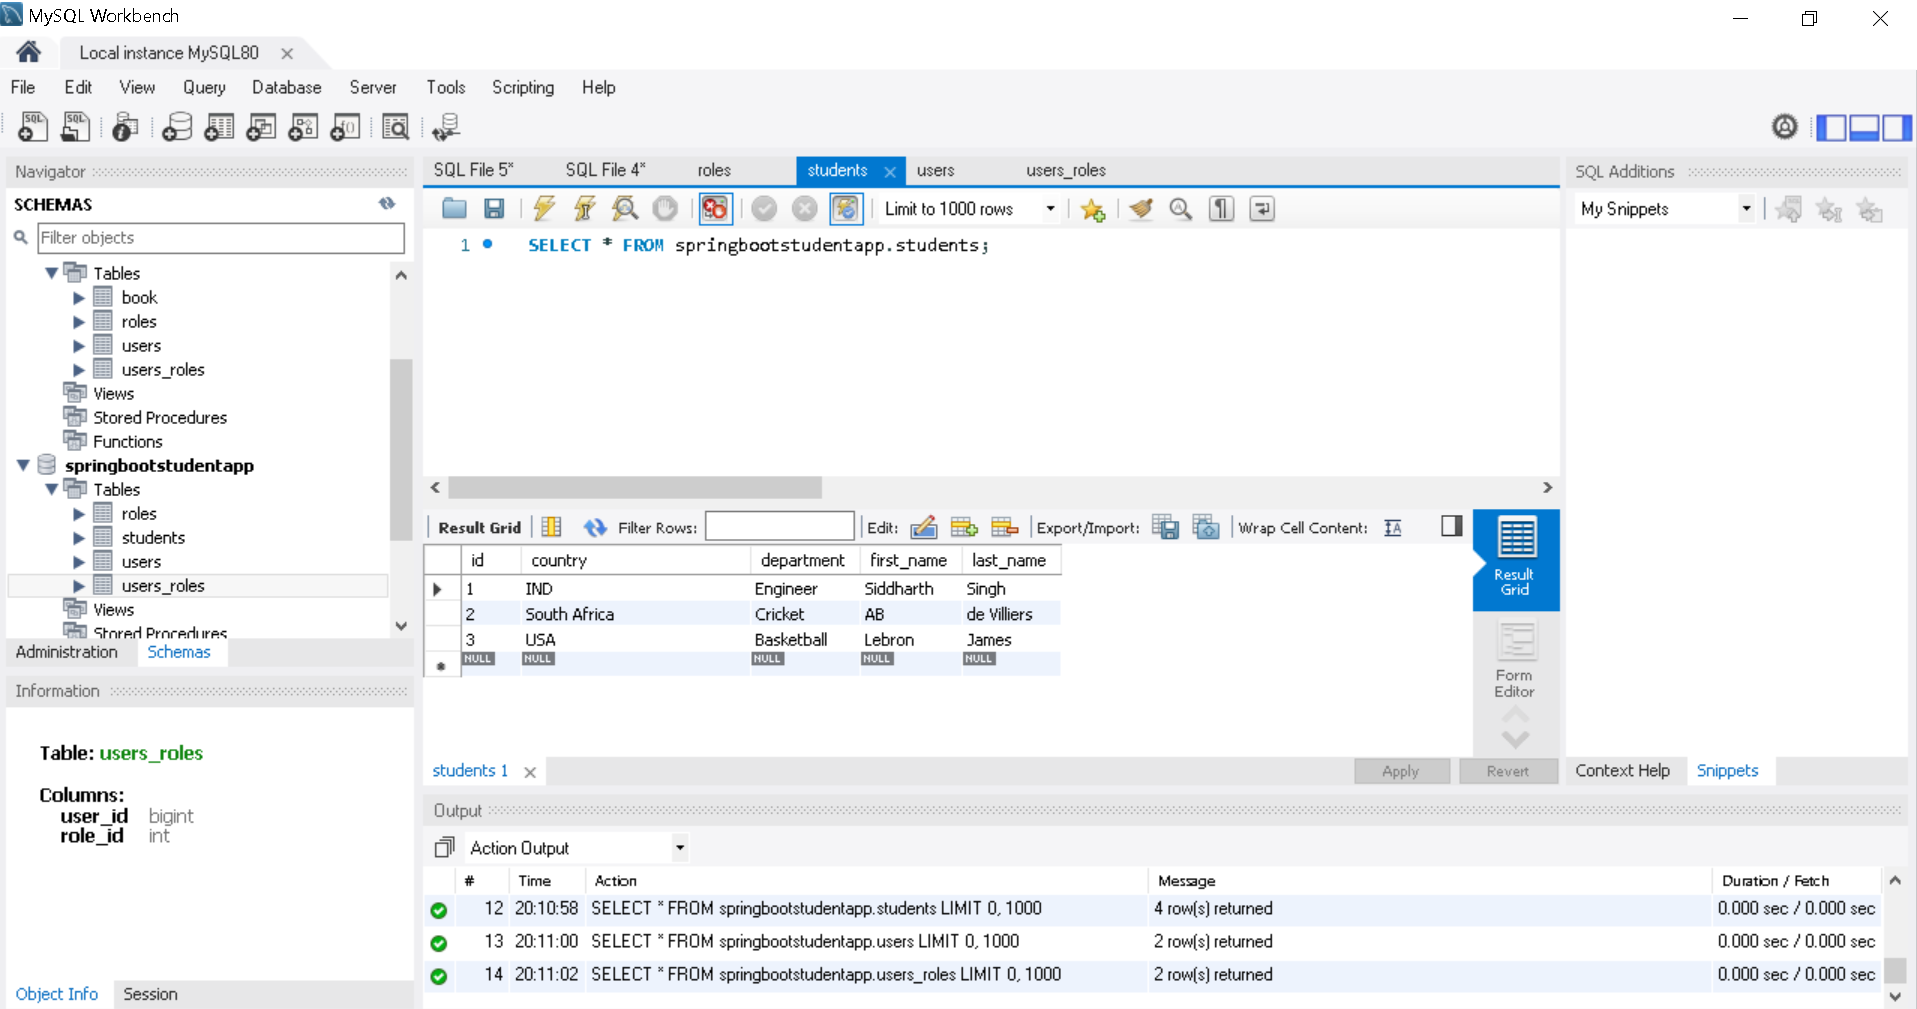 MySQL Workbench
Local instance MySQL80
File Edit View Query Database Server Tools Scripting Help
Navigator
SCHEMAS
Filter objects
Tables
book
roles
users
users_roles
Views
Stored Procedures
Functions
springbootstudentapp
Tables
roles
students
users
users_roles
Views
Stored Procedures
Administration Schemas
Information
Table: users_roles
Columns:
user_id bigint
role_id int
Object Info Session
SQL File 5* SQL File 4* roles students users users_roles
Limit to 1000 rows
1 SELECT * FROM springbootstudentapp.students;
Result Grid Filter Rows: Edit: Export/Import: Wrap Cell Content:
id country department first_name last_name
1 IND Engineer Siddharth Singh
2 South Africa Cricket AB de Villiers
3 USA Basketball Lebron James
NULL NULL NULL NULL NULL
Result
Grid
Form
Editor
students 1
Apply Revert
SQL Additions
My Snippets
Context Help Snippets
Output
Action Output
# Time Action Message Duration / Fetch
12 20:10:58 SELECT * FROM springbootstudentapp.students LIMIT 0, 1000 4 row(s) returned 0.000 sec / 0.000 sec
13 20:11:00 SELECT * FROM springbootstudentapp.users LIMIT 0, 1000 2 row(s) returned 0.000 sec / 0.000 sec
14 20:11:02 SELECT * FROM springbootstudentapp.users_roles LIMIT 0, 1000 2 row(s) returned 0.000 sec / 0.000 sec